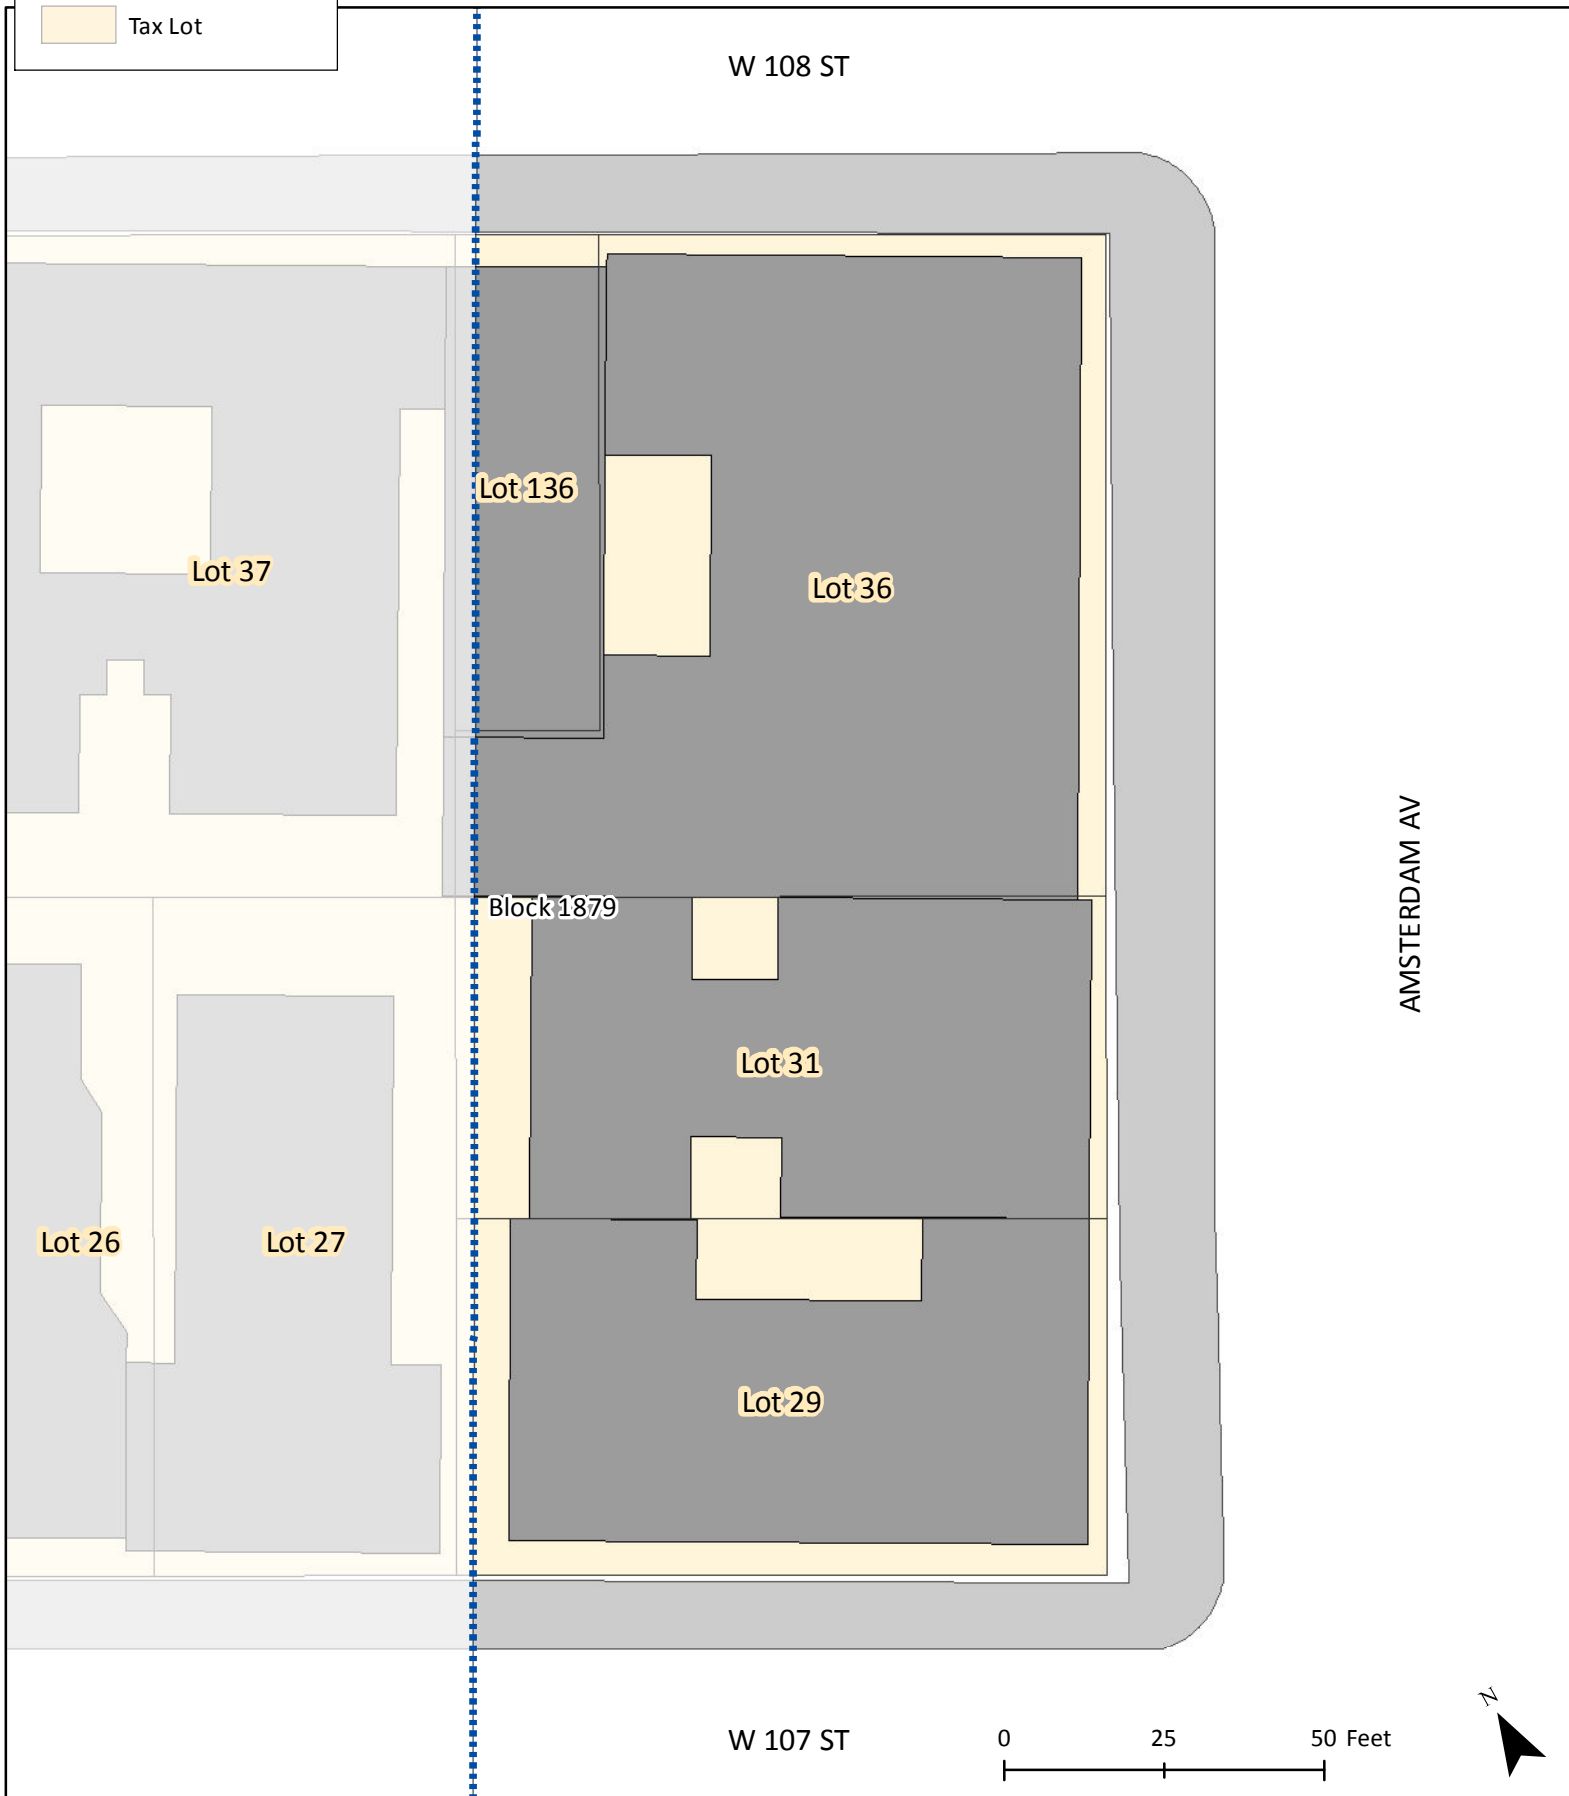 Tax Lot
W 108 ST
Lot 136
Lot 37
Lot 36
AMSTERDAM AV
Block 1879
Lot 31
Lot 26
Lot 27
Lot 29
N
W 107 ST
0 25 50 Feet